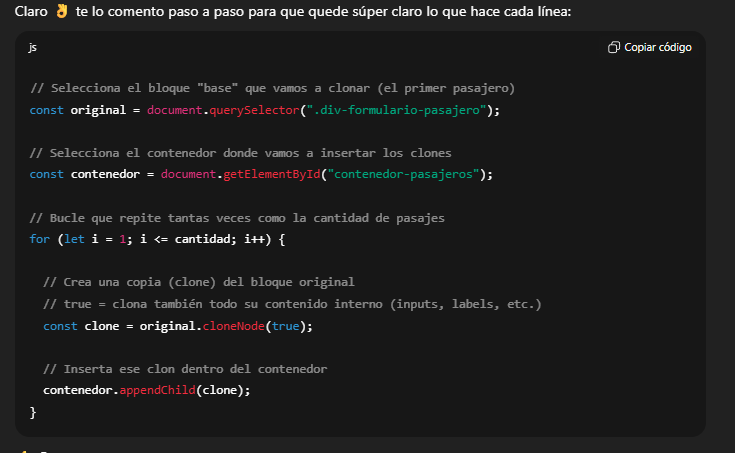 Claro 👌 te lo comento paso a paso para que quede súper claro lo que hace cada línea:
js
Copiar código
// Selecciona el bloque "base" que vamos a clonar (el primer pasajero)
const original = document.querySelector(".div-formulario-pasajero");
// Selecciona el contenedor donde vamos a insertar los clones
const contenedor = document.getElementById("contenedor-pasajeros");
// Bucle que repite tantas veces como la cantidad de pasajes
for (let i = 1; i <= cantidad; i++) {
// Crea una copia (clone) del bloque original
// true = clona también todo su contenido interno (inputs, labels, etc.)
const clone = original.cloneNode(true);
// Inserta ese clon dentro del contenedor
contenedor.appendChild(clone);
}